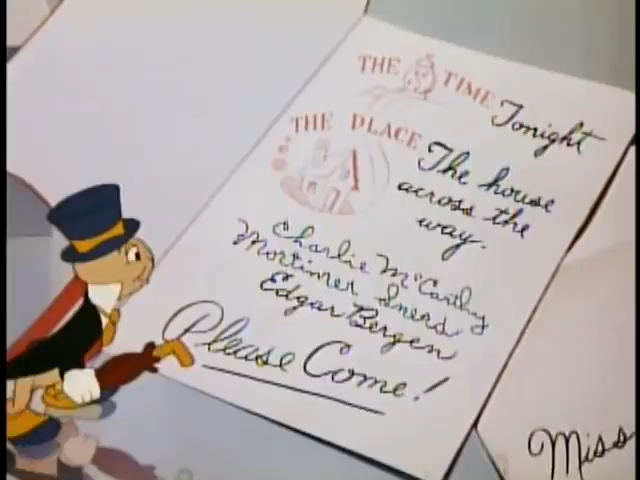 THE TIME Tonight
THE PLACE The house
across the
way.
Charlie McCarthy
Mortimer Snerd
Edgar Bergen
Please Come!
Miss